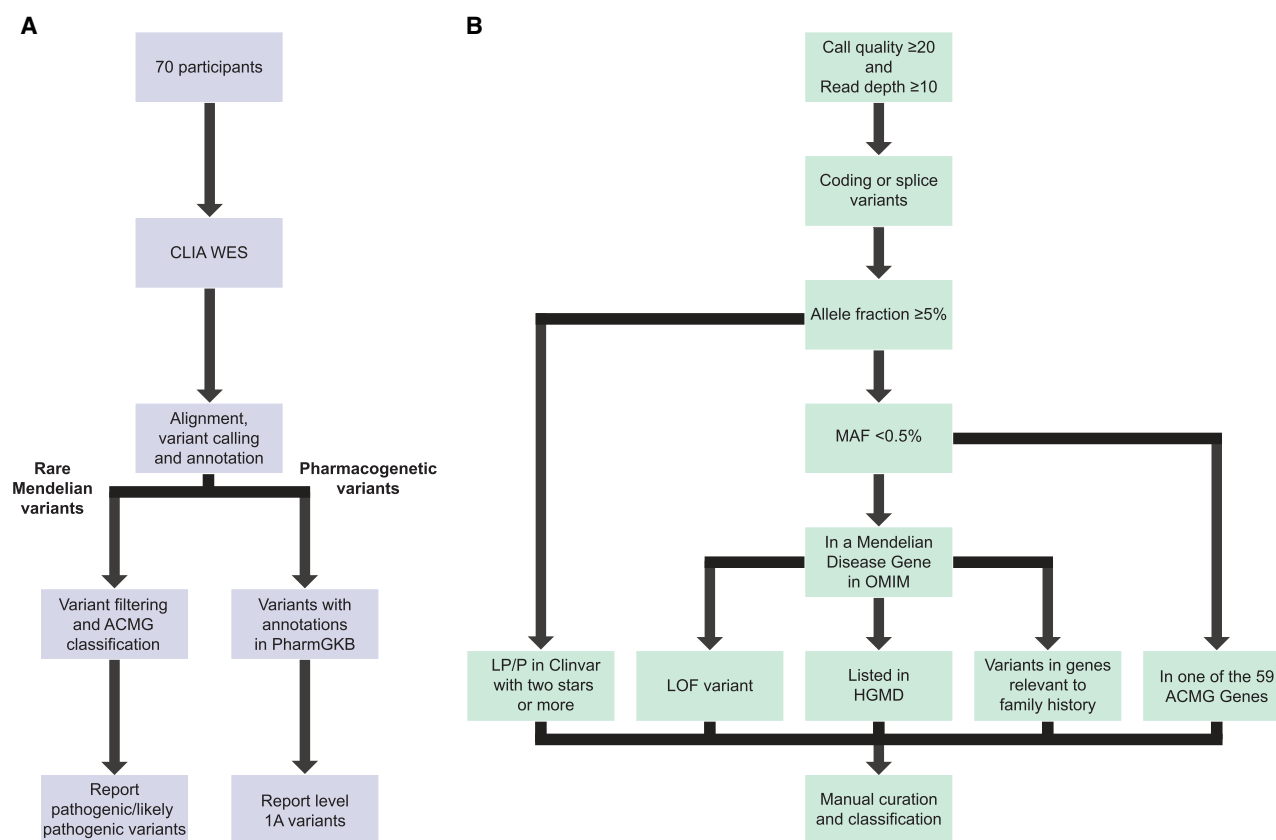 A
70 participants
CLIA WES
Alignment,
variant calling
and annotation
Rare
Mendelian
variants
Pharmacogenetic
variants
Variant filtering
and ACMG
classification
Variants with
annotations
in PharmGKB
Report
pathogenic/likely
pathogenic variants
Report level
1A variants
B
Call quality ≥20
and
Read depth ≥10
Coding or splice
variants
Allele fraction ≥5%
MAF <0.5%
In a Mendelian
Disease Gene
in OMIM
LP/P in Clinvar
with two stars
or more
LOF variant
Listed in
HGMD
Variants in genes
relevant to
family history
In one of the 59
ACMG Genes
Manual curation
and classification